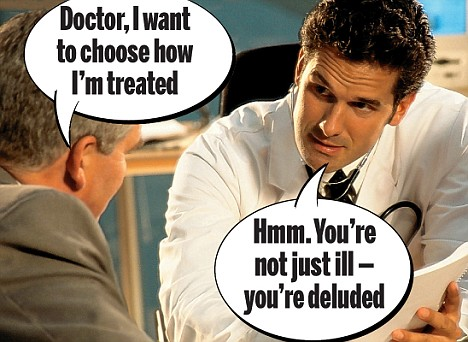 Doctor, I want
to choose how
I'm treated
Hmm. You're
not just ill –
you're deluded